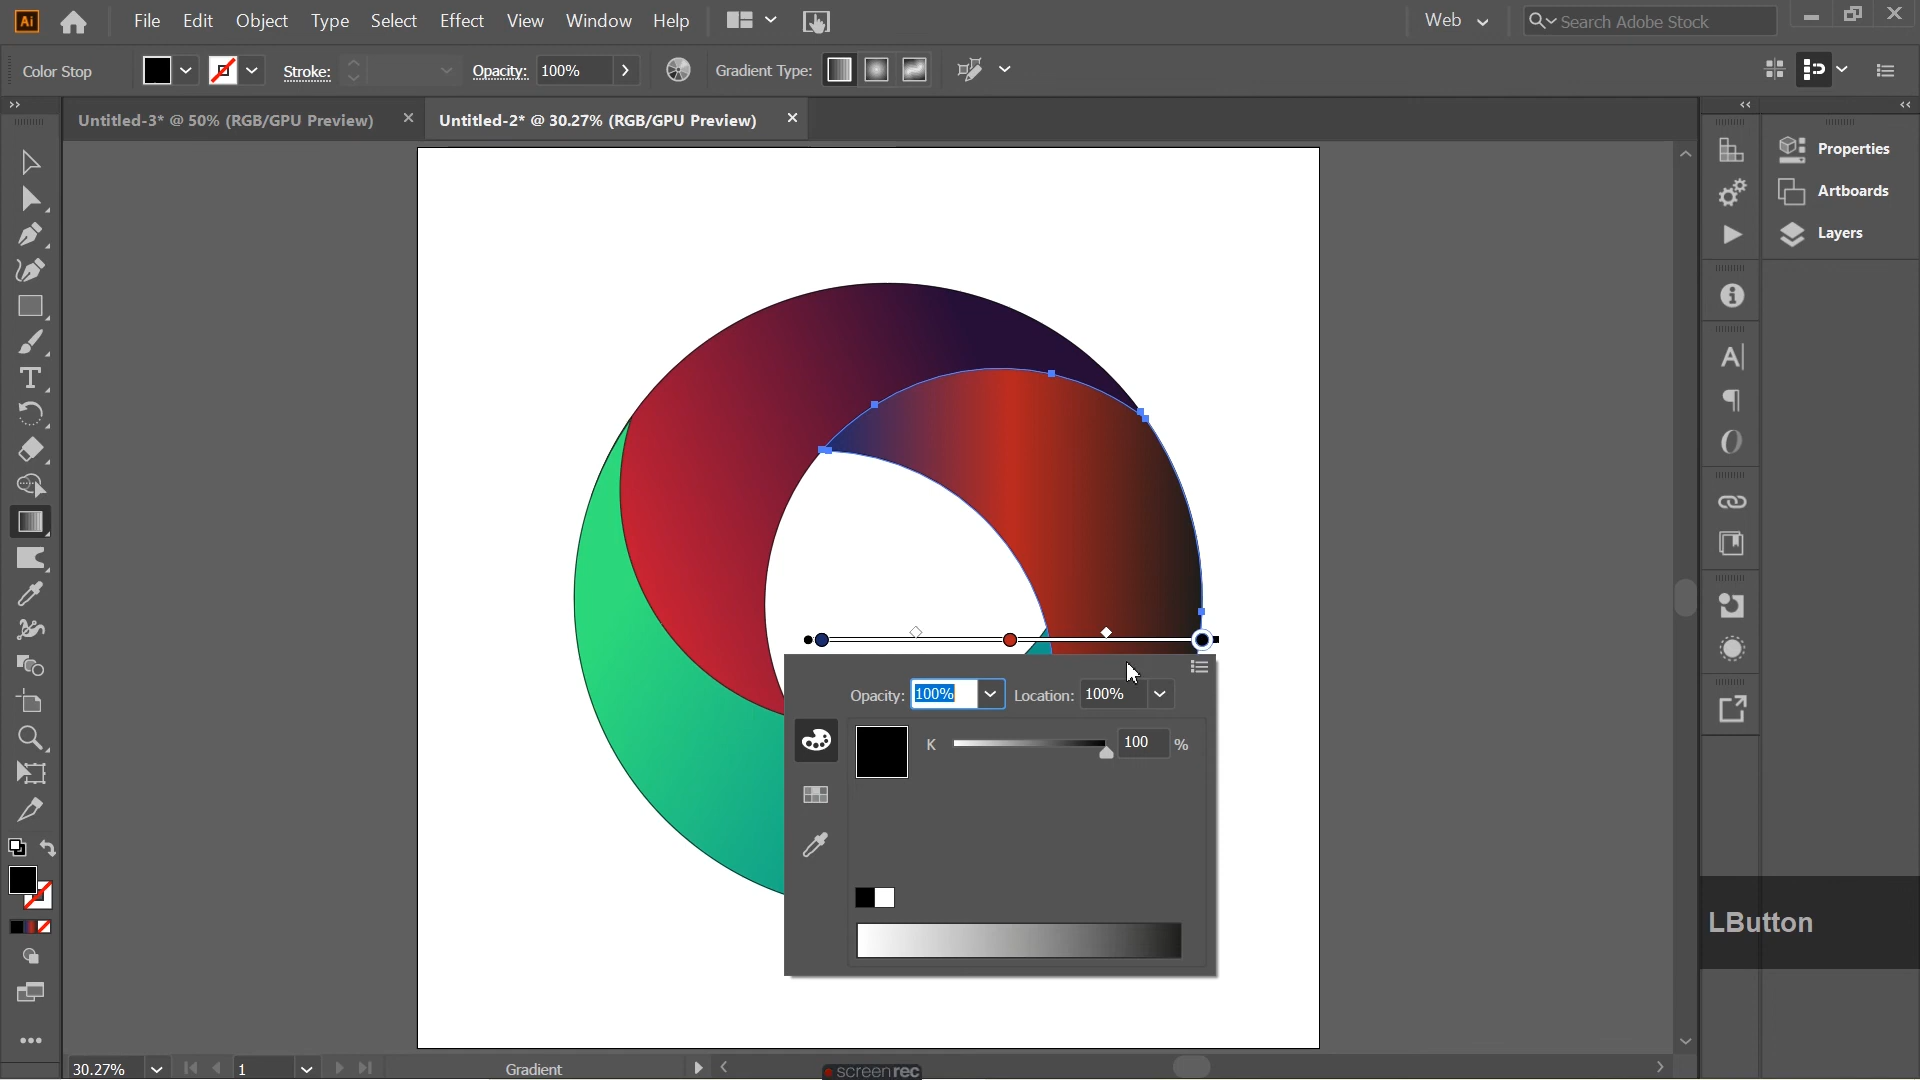 Ai File Edit Object Type Select Effect View Window Help Web Search Adobe Stock
Color Stop Stroke: Opacity: 100% Gradient Type:
Untitled-3* @ 50% (RGB/GPU Preview) Untitled-2* @ 30.27% (RGB/GPU Preview)
Properties
Artboards
Layers
Opacity: 100% Location: 100%
K 100 %
LButton
30.27% 1 Gradient
screenrec